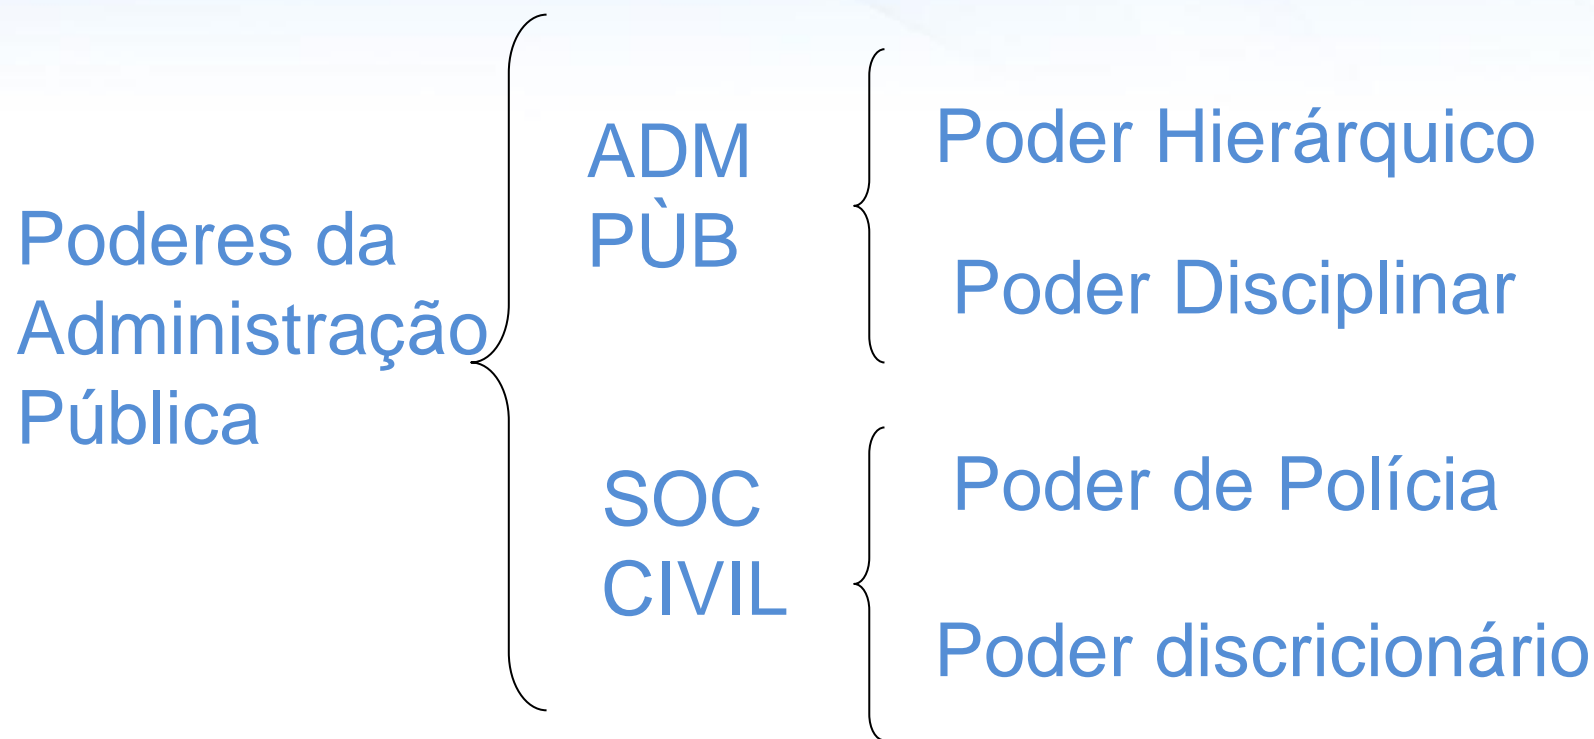 Poderes da
Administração
Pública
ADM
PÙB
Poder Hierárquico
Poder Disciplinar
SOC
CIVIL
Poder de Polícia
Poder discricionário